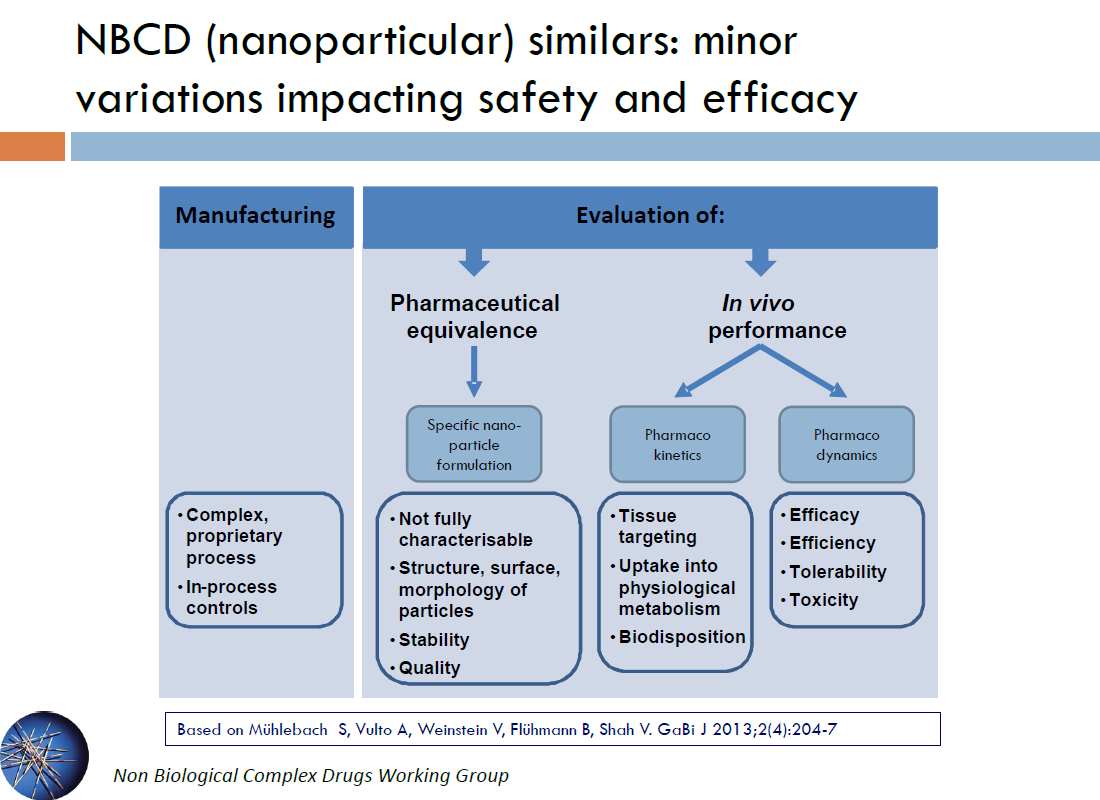 NBCD (nanoparticular) similars: minor
variations impacting safety and efficacy
Manufacturing
Evaluation of:
Pharmaceutical
equivalence
In vivo
performance
Specific nano-
particle
formulation
Pharmaco
kinetics
Pharmaco
dynamics
• Complex,
proprietary
process
• In-process
controls
• Not fully
characterisable
• Structure, surface,
morphology of
particles
• Stability
• Quality
• Tissue
targeting
• Uptake into
physiological
metabolism
• Biodisposition
• Efficacy
• Efficiency
• Tolerability
• Toxicity
Based on Mühlebach S, Vulto A, Weinstein V, Flühmann B, Shah V. GaBi J 2013;2(4):204-7
Non Biological Complex Drugs Working Group